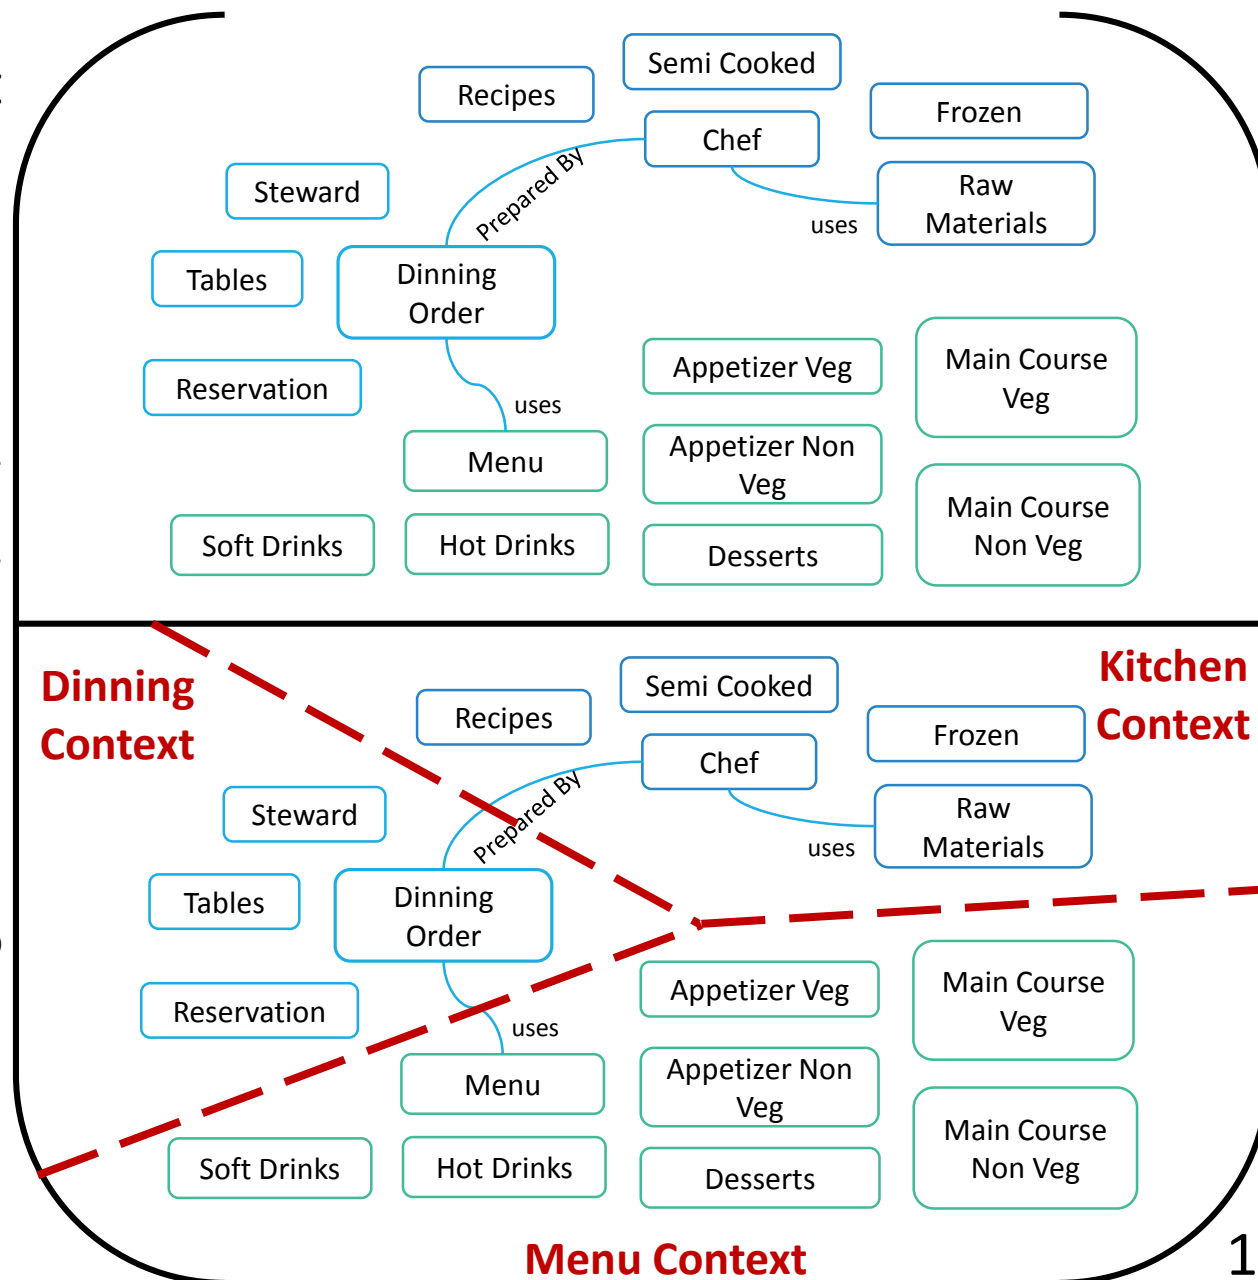 Semi Cooked
Recipes
Frozen
Chef
Prepared By
Steward
Raw
Materials
uses
Tables
Dinning
Order
Appetizer Veg
Main Course
Veg
Reservation
uses
Menu
Appetizer Non
Veg
Main Course
Non Veg
Soft Drinks
Hot Drinks
Desserts
Dinning
Context
Kitchen
Context
Semi Cooked
Recipes
Frozen
Chef
Prepared By
Steward
Raw
Materials
uses
Tables
Dinning
Order
Appetizer Veg
Main Course
Veg
Reservation
uses
Menu
Appetizer Non
Veg
Main Course
Non Veg
Soft Drinks
Hot Drinks
Desserts
Menu Context
1